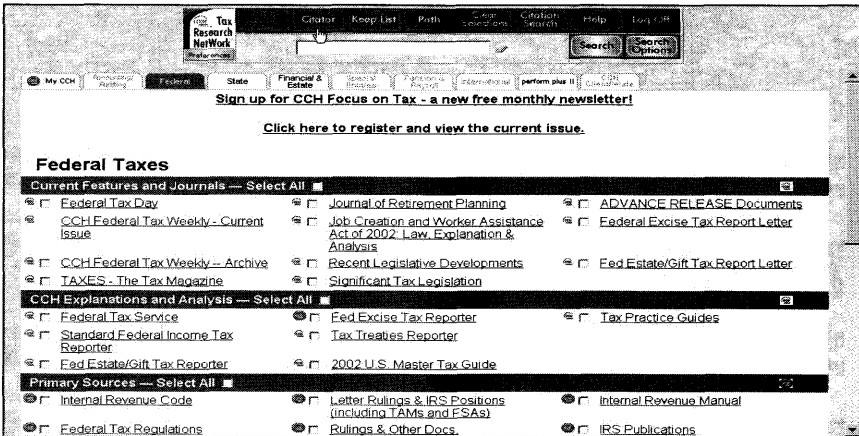 Tax Research NetWork
Preferences
Citator Keep List Path Clear Selections Citation Search Help Log Off
Search Search Options
My CCH Accounting/Auditing Federal State Financial & Estate Special Entities Pension & Payroll International perform plus II CCH
Sign up for CCH Focus on Tax - a new free monthly newsletter!
Click here to register and view the current issue.
Federal Taxes
Current Features and Journals — Select All
Federal Tax Day Journal of Retirement Planning ADVANCE RELEASE Documents
CCH Federal Tax Weekly - Current Issue Job Creation and Worker Assistance Act of 2002: Law, Explanation & Analysis Federal Excise Tax Report Letter
CCH Federal Tax Weekly -- Archive Recent Legislative Developments Fed Estate/Gift Tax Report Letter
TAXES - The Tax Magazine Significant Tax Legislation
CCH Explanations and Analysis — Select All
Federal Tax Service Fed Excise Tax Reporter Tax Practice Guides
Standard Federal Income Tax Reporter Tax Treaties Reporter
Fed Estate/Gift Tax Reporter 2002 U.S. Master Tax Guide
Primary Sources — Select All
Internal Revenue Code Letter Rulings & IRS Positions (including TAMs and FSAs) Internal Revenue Manual
Federal Tax Regulations Rulings & Other Docs. IRS Publications